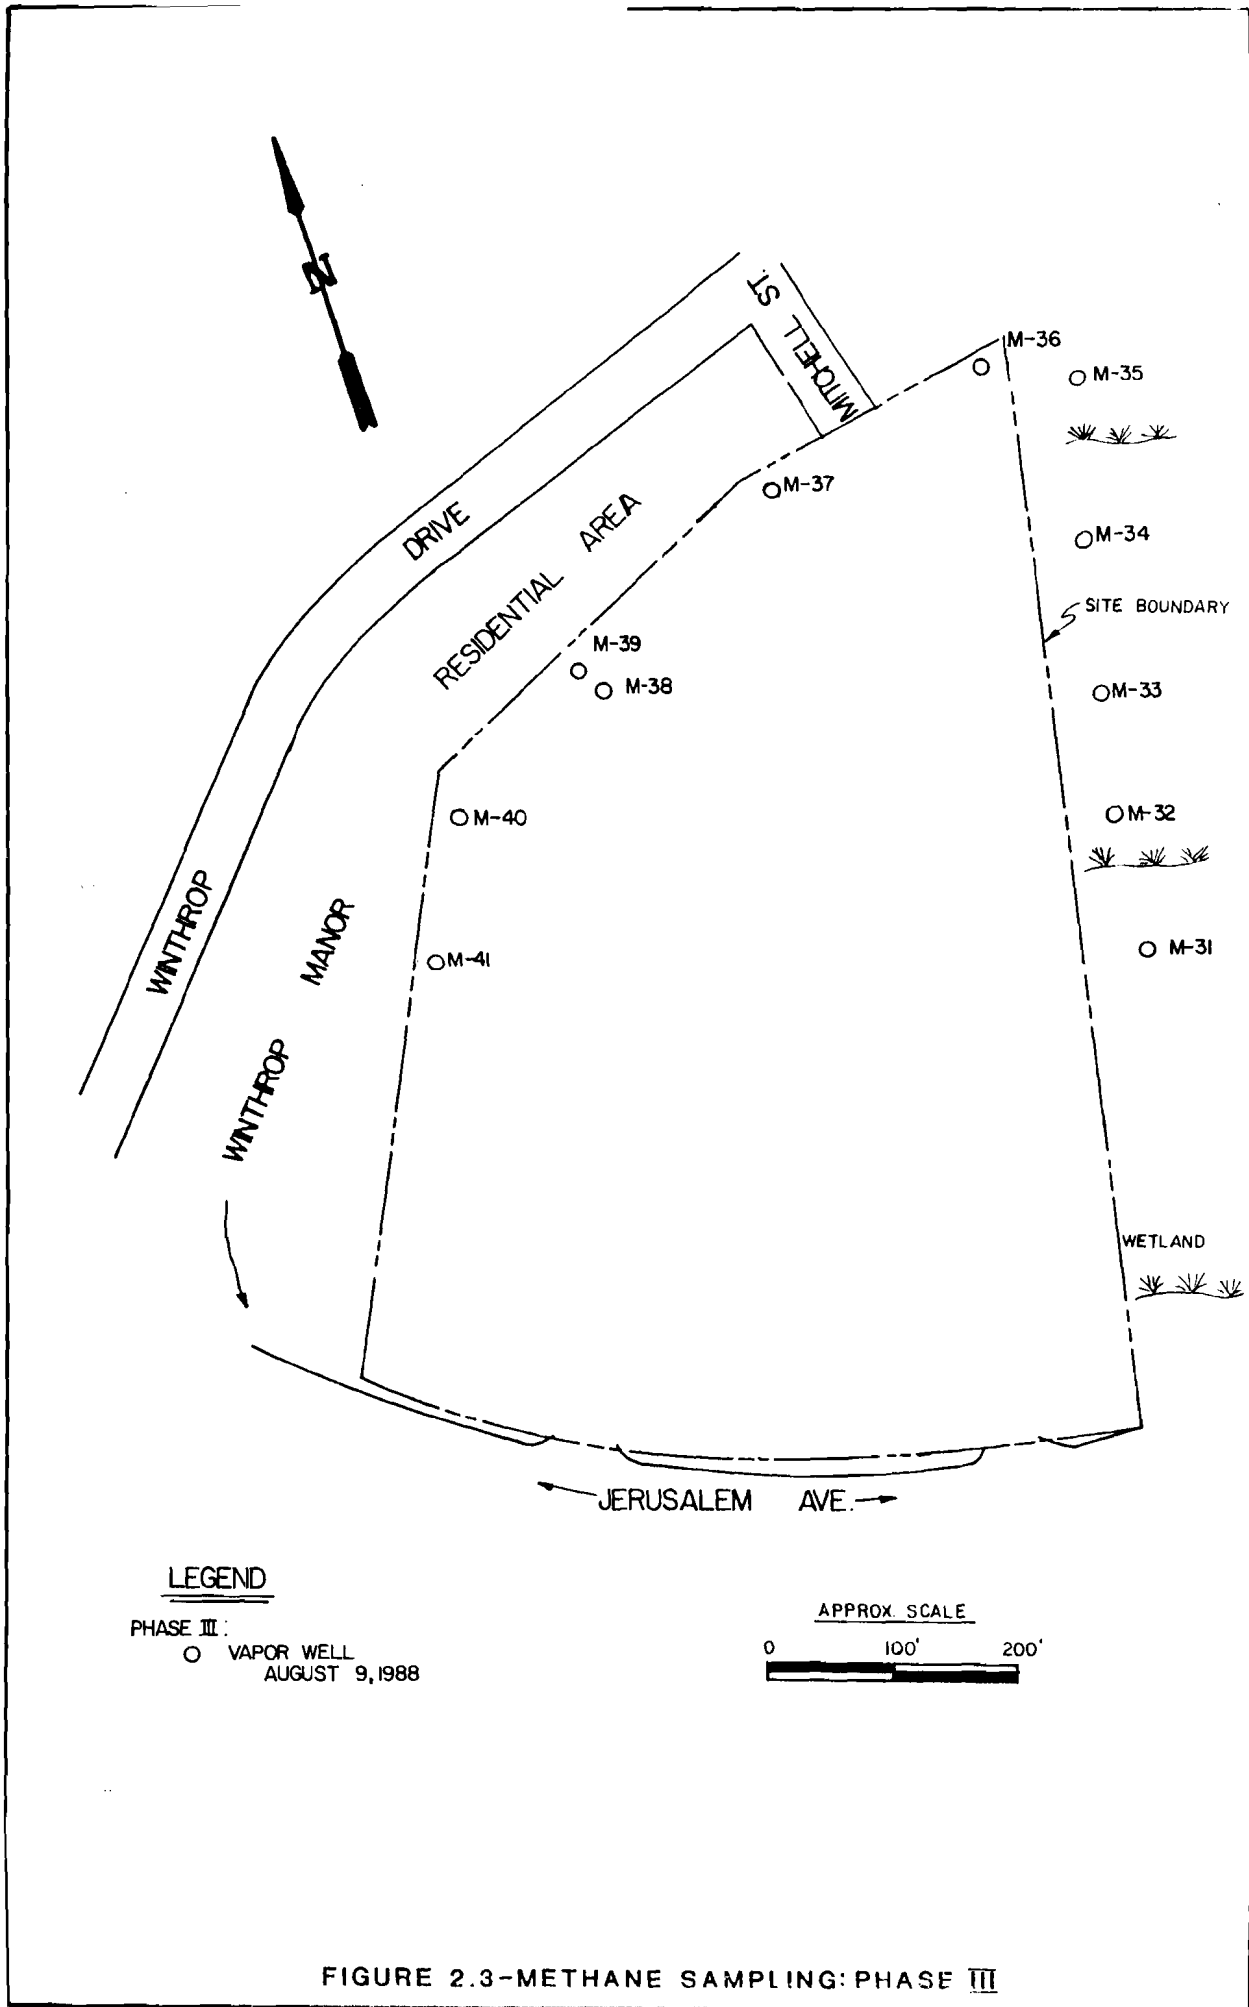 N
MITCHELL ST.
M-36
M-35
DRIVE
RESIDENTIAL AREA
M-37
M-34
SITE BOUNDARY
M-39
M-38
M-33
M-40
M-32
WINTHROP
WINTHROP MANOR
M-41
M-31
WETLAND
JERUSALEM AVE.
LEGEND
PHASE III:
VAPOR WELL
AUGUST 9, 1988
APPROX. SCALE
0 100' 200'
FIGURE 2.3-METHANE SAMPLING: PHASE III